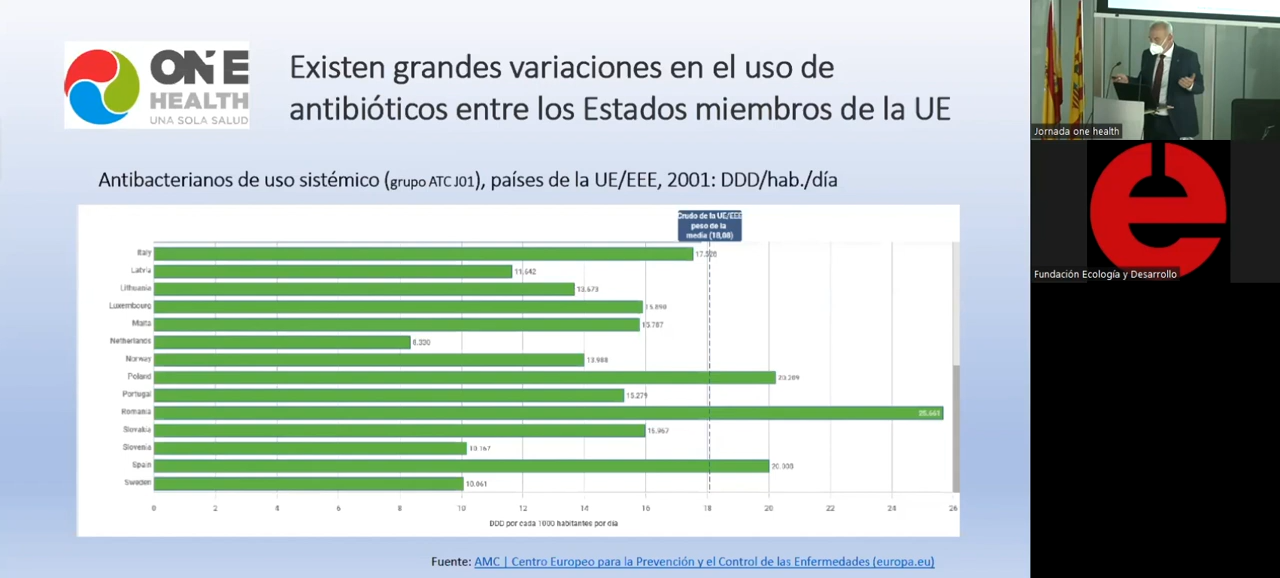 ONE
HEALTH
UNA SOLA SALUD
Existen grandes variaciones en el uso de
antibióticos entre los Estados miembros de la UE
Antibacterianos de uso sistémico (grupo ATC J01), países de la UE/EEE, 2001: DDD/hab./día
Crudo de la UE/EEE
peso de la
media (18,08)
Italy
Latvia 11.642
Lithuania 13.673
Luxembourg 15.890
Malta 15.787
Netherlands 8.330
Norway 13.988
Poland 20.209
Portugal 15.279
Romania 25.661
Slovakia 15.967
Slovenia 10.167
Spain 20.003
Sweden 10.061
0 2 4 6 8 10 12 14 16 18 20 22 24 26
DDD por cada 1000 habitantes por día
Fuente: AMC | Centro Europeo para la Prevención y el Control de las Enfermedades (europa.eu)
Jornada one health
e
Fundación Ecología y Desarrollo